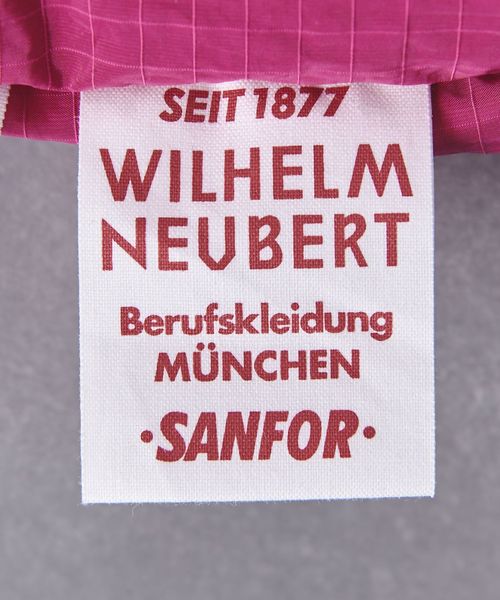 SEIT 1877
WILHELM
NEUBERT
Berufskleidung
MÜNCHEN
·SANFOR·